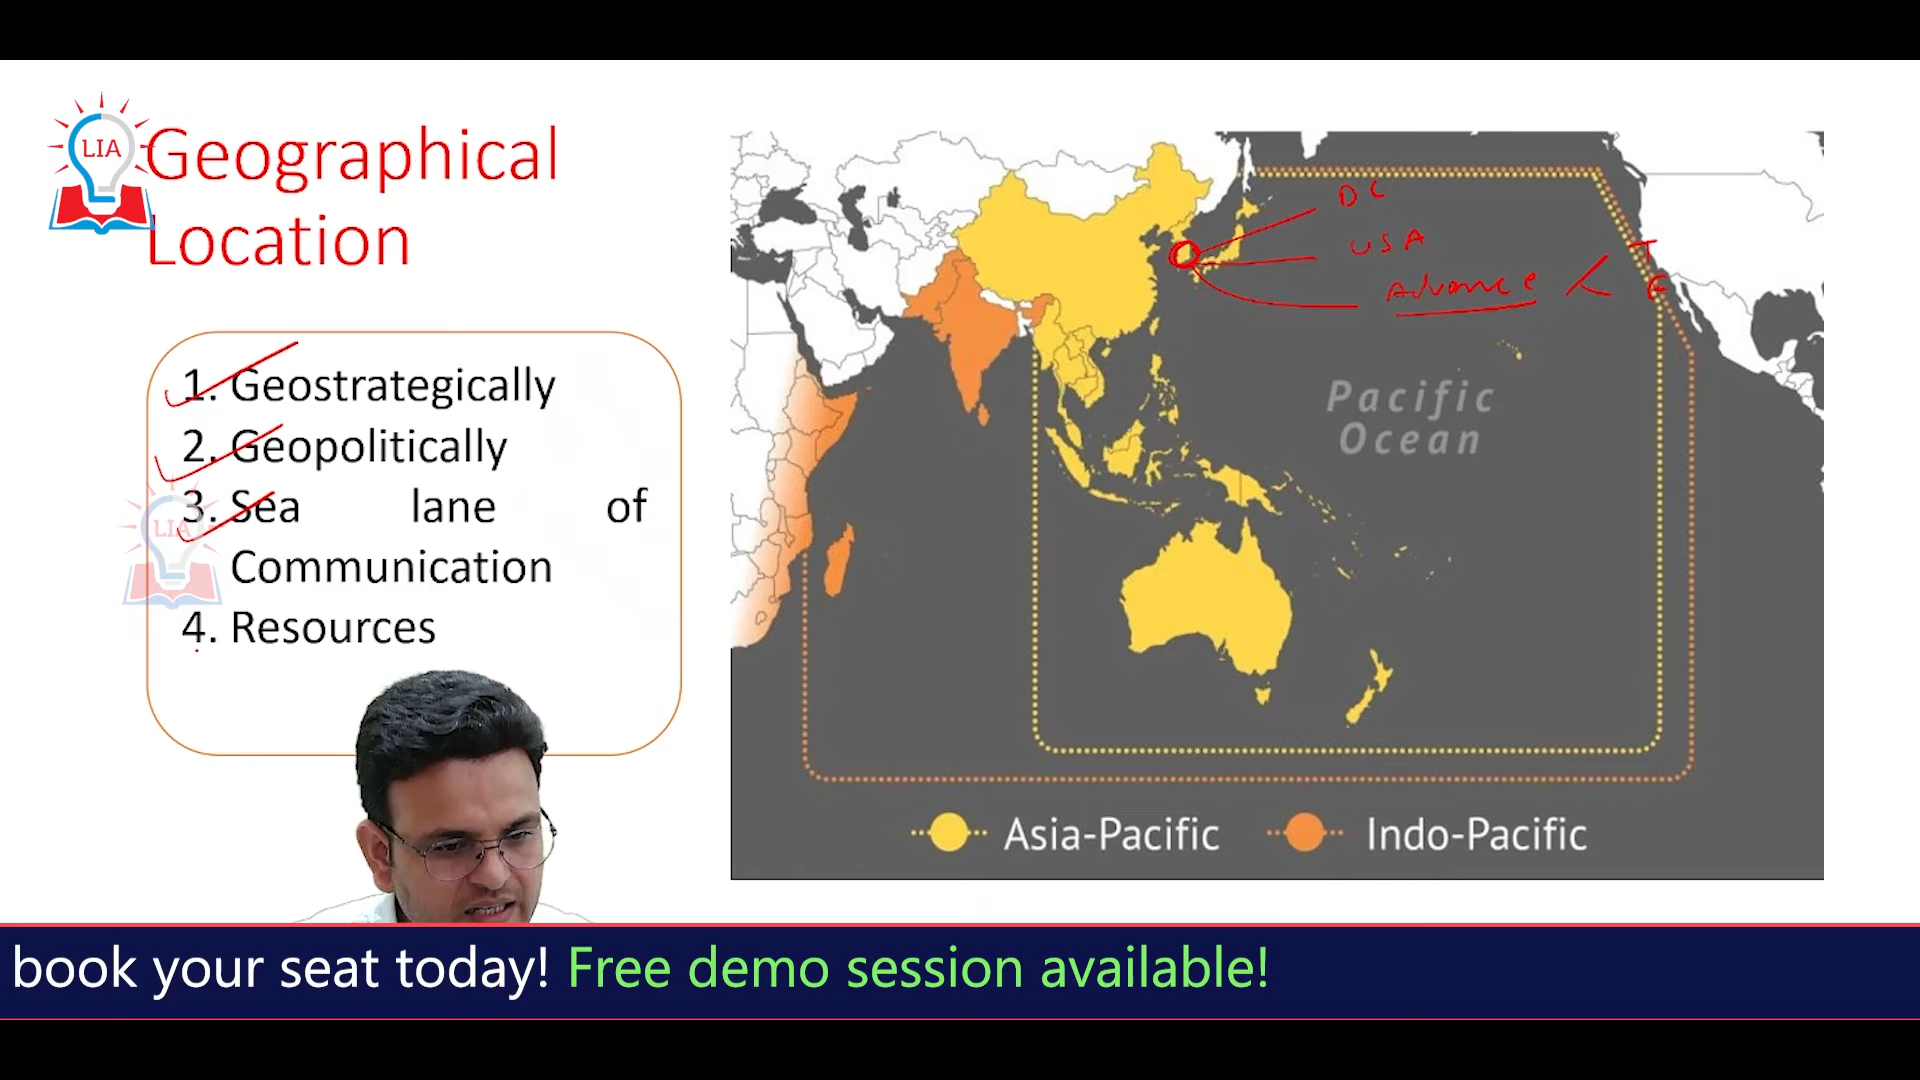 LIA
Geographical
Location
1. Geostrategically
2. Geopolitically
3. Sea lane of
Communication
4. Resources
LIA
DC
USA
Advance < T
E
Pacific
Ocean
Asia-Pacific
Indo-Pacific
book your seat today! Free demo session available!